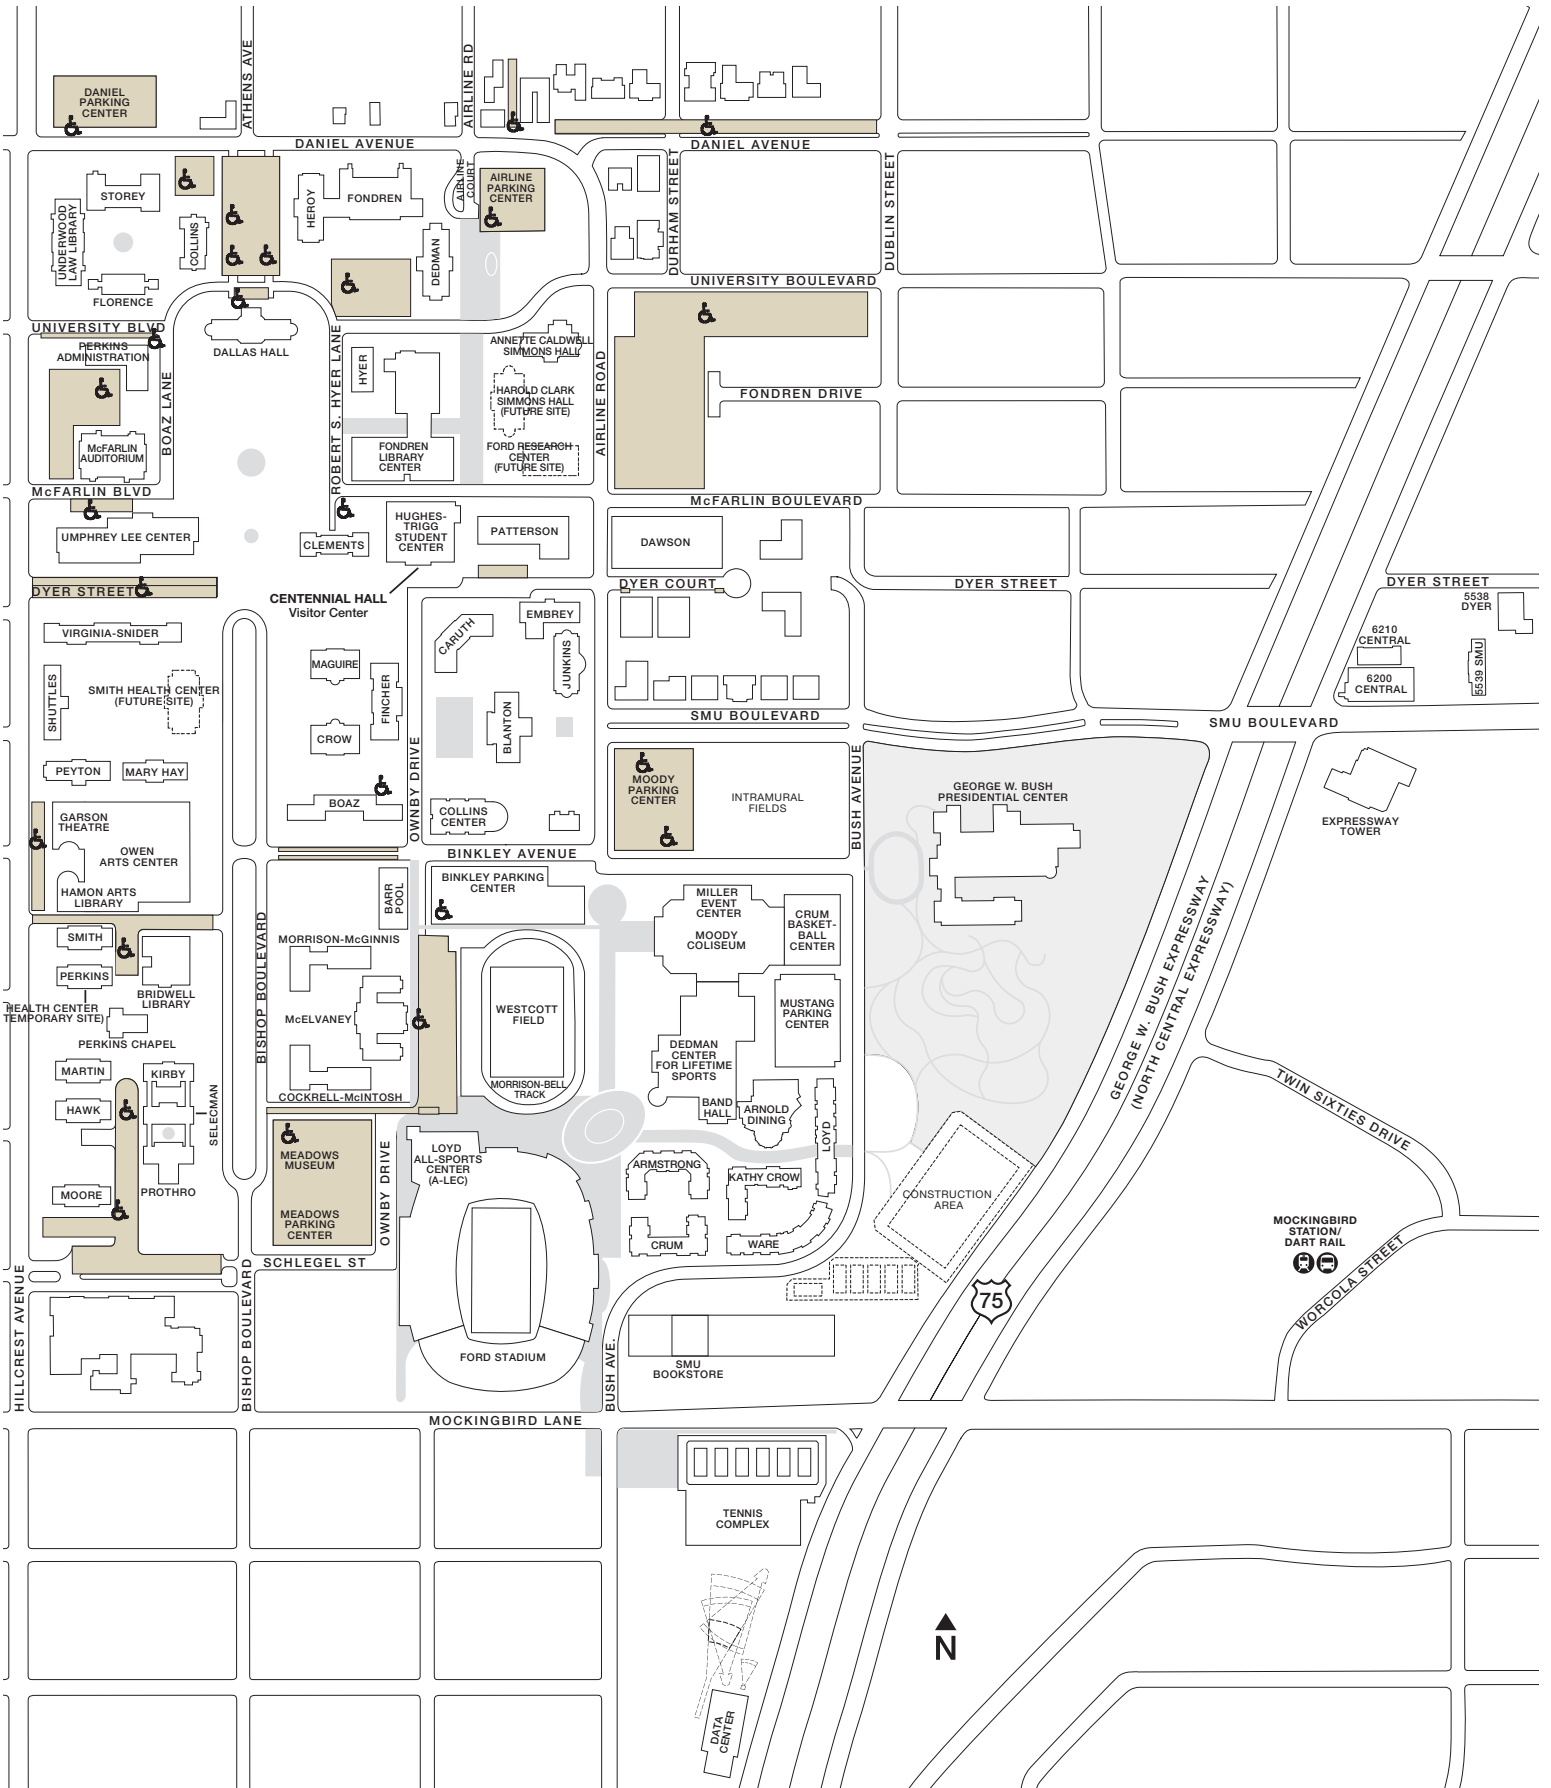 ATHENS AVE
AIRLINE RD
DANIEL
PARKING
CENTER
DANIEL AVENUE
DANIEL AVENUE
STOREY
UNDERWOOD
LAW LIBRARY
COLLINS
HEROY
FONDREN
AIRLINE
COURT
AIRLINE
PARKING
CENTER
DEDMAN
DURHAM STREET
DUBLIN STREET
FLORENCE
UNIVERSITY BOULEVARD
UNIVERSITY BLVD
PERKINS
ADMINISTRATION
DALLAS HALL
BOAZ LANE
ROBERT S. HYER LANE
HYER
ANNETTE CALDWELL
SIMMONS HALL
HAROLD CLARK
SIMMONS HALL
(FUTURE SITE)
AIRLINE ROAD
FONDREN DRIVE
McFARLIN
AUDITORIUM
FONDREN
LIBRARY
CENTER
FORD RESEARCH
CENTER
(FUTURE SITE)
McFARLIN BLVD
McFARLIN BOULEVARD
UMPHREY LEE CENTER
CLEMENTS
HUGHES-
TRIGG
STUDENT
CENTER
PATTERSON
DAWSON
DYER STREET
DYER COURT
DYER STREET
DYER STREET
CENTENNIAL HALL
Visitor Center
5538
DYER
VIRGINIA-SNIDER
CARUTH
EMBREY
JUNKINS
MAGUIRE
FINCHER
6210
CENTRAL
6200
CENTRAL
5539 SMU
SHUTTLES
SMITH HEALTH CENTER
(FUTURE SITE)
CROW
BLANTON
SMU BOULEVARD
SMU BOULEVARD
PEYTON
MARY HAY
OWNBY DRIVE
BOAZ
COLLINS
CENTER
MOODY
PARKING
CENTER
INTRAMURAL
FIELDS
BUSH AVENUE
GEORGE W. BUSH
PRESIDENTIAL CENTER
EXPRESSWAY
TOWER
GARSON
THEATRE
OWEN
ARTS CENTER
HAMON ARTS
LIBRARY
BINKLEY AVENUE
BARR
POOL
BINKLEY PARKING
CENTER
MILLER
EVENT
CENTER
MOODY
COLISEUM
CRUM
BASKET-
BALL
CENTER
GEORGE W. BUSH EXPRESSWAY
(NORTH CENTRAL EXPRESSWAY)
SMITH
PERKINS
BRIDWELL
LIBRARY
BISHOP BOULEVARD
MORRISON-McGINNIS
HEALTH CENTER
TEMPORARY SITE)
PERKINS CHAPEL
McELVANEY
WESTCOTT
FIELD
MUSTANG
PARKING
CENTER
DEDMAN
CENTER
FOR LIFETIME
SPORTS
MARTIN
KIRBY
HAWK
SELECMAN
COCKRELL-McINTOSH
MORRISON-BELL
TRACK
BAND
HALL
ARNOLD
DINING
LOYD
TWIN SIXTIES DRIVE
MEADOWS
MUSEUM
OWNBY DRIVE
LOYD
ALL-SPORTS
CENTER
(A-LEC)
ARMSTRONG
KATHY CROW
MOORE
PROTHRO
MEADOWS
PARKING
CENTER
CONSTRUCTION
AREA
CRUM
WARE
MOCKINGBIRD
STATION/
DART RAIL
WORCOLA STREET
SCHLEGEL ST
HILLCREST AVENUE
BISHOP BOULEVARD
75
FORD STADIUM
BUSH AVE.
SMU
BOOKSTORE
MOCKINGBIRD LANE
TENNIS
COMPLEX
N
DATA
CENTER